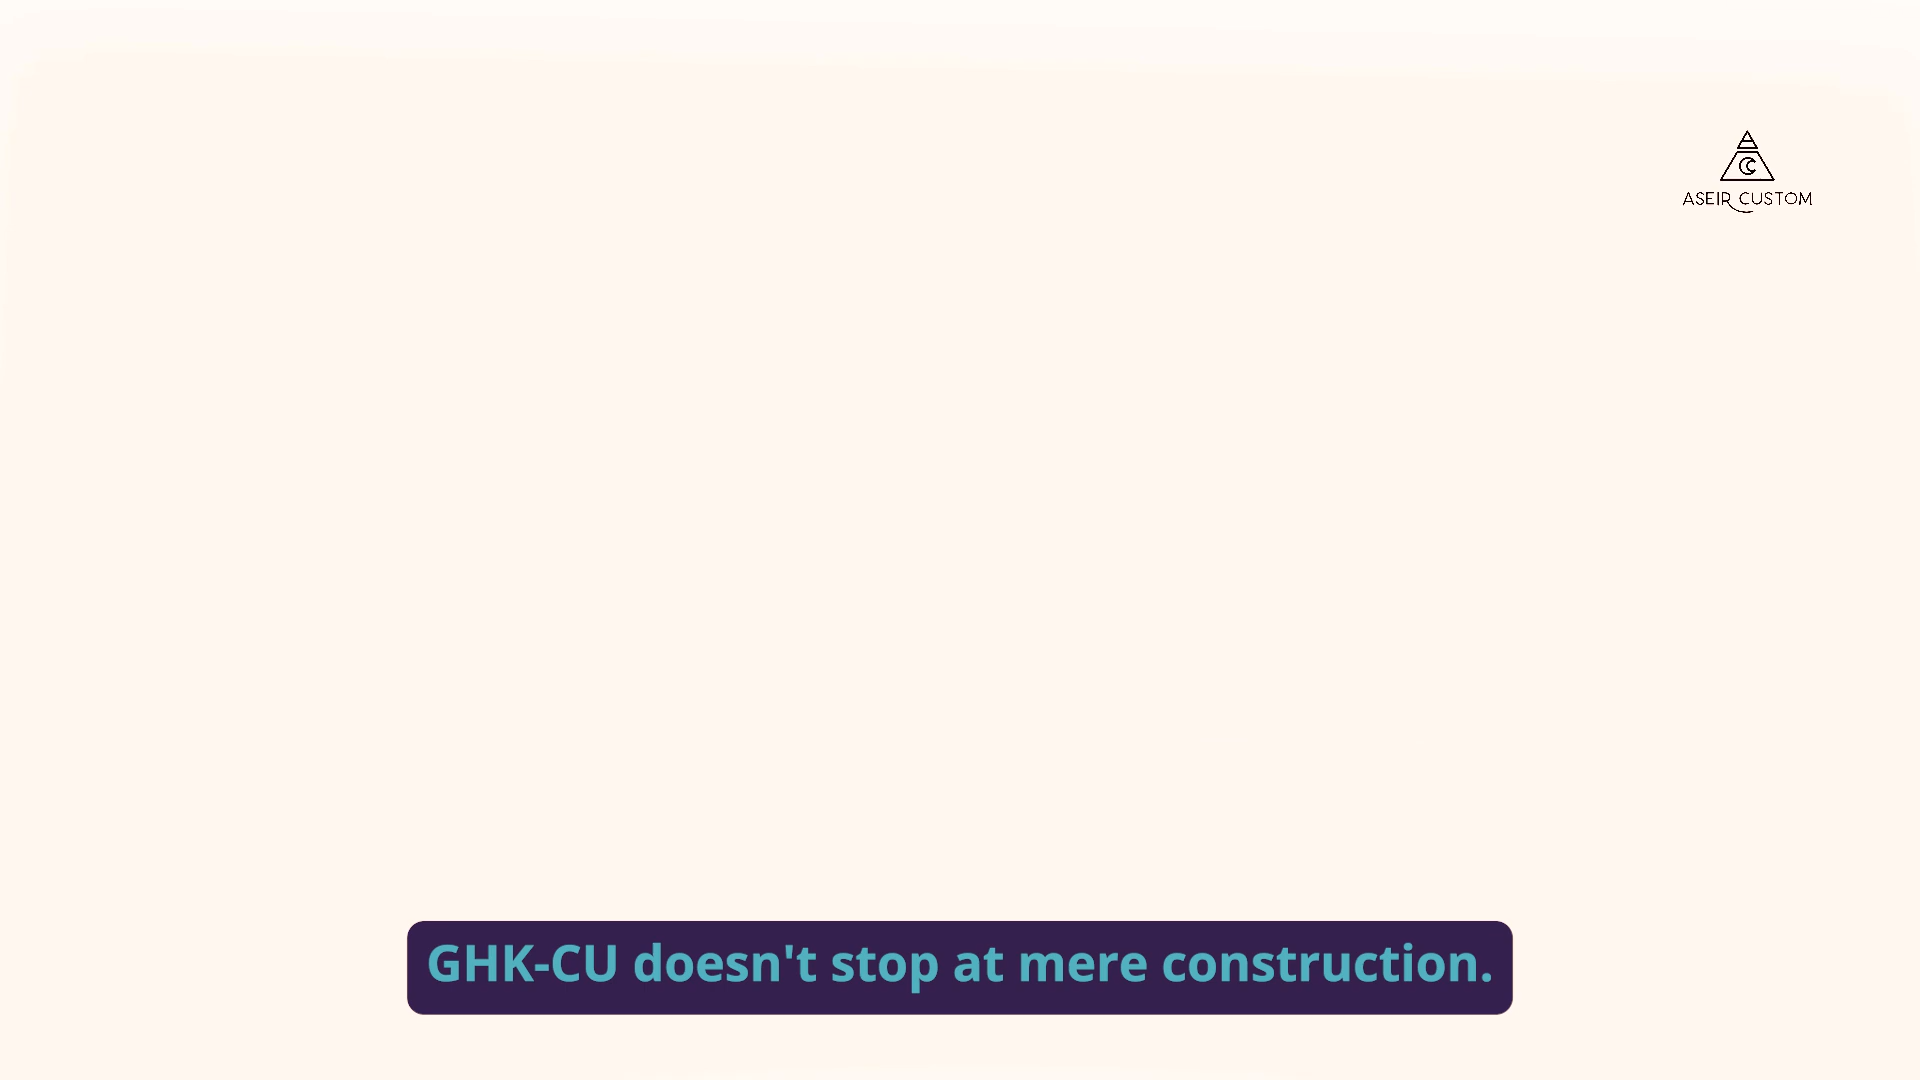 ASEIR CUSTOM
GHK-CU doesn't stop at mere construction.